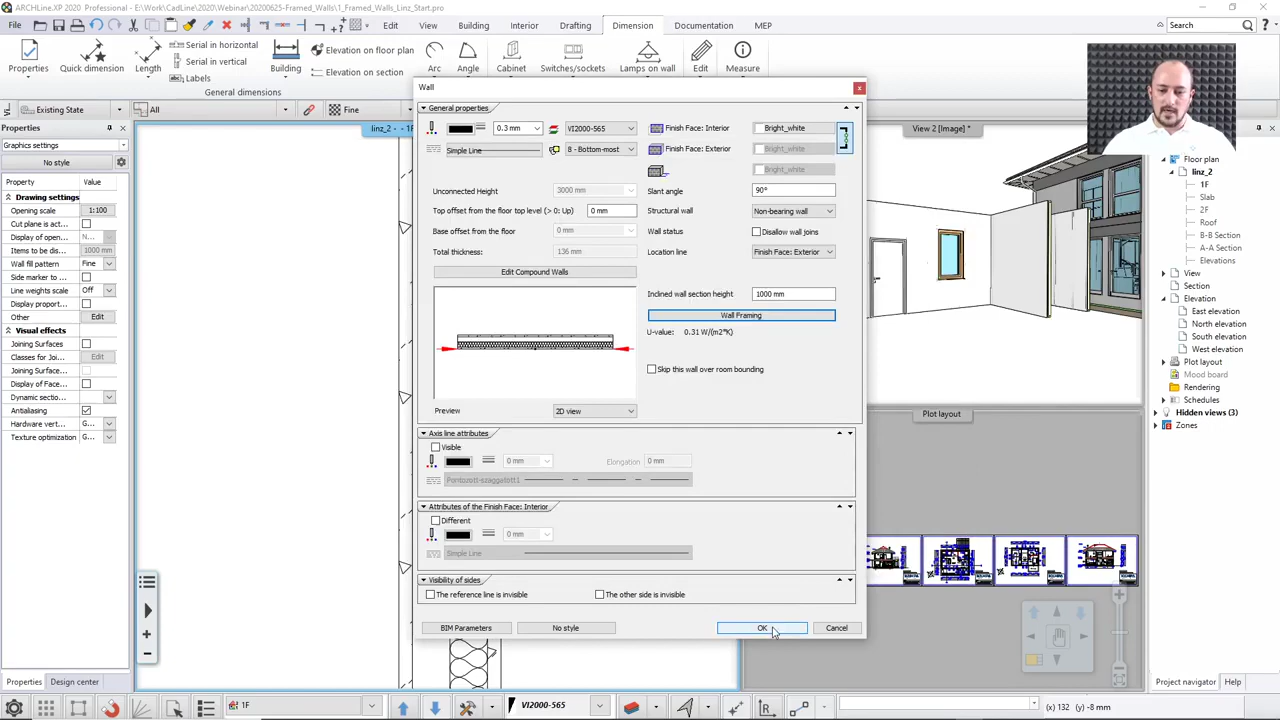 ARCHLine.XP 2020 Professional - E:\Work\CadLine\2020\Webinar\20200625-Framed_Walls\1_Framed_Walls_Linz_Start.pro
File
Edit
View
Building
Interior
Drafting
Dimension
Documentation
MEP
Search
Properties
Quick dimension
Length
Serial in horizontal
Serial in vertical
Labels
General dimensions
Building
Elevation on floor plan
Elevation on section
Arc
Angle
Cabinet
Switches/sockets
Lamps on wall
Edit
Measure
Existing State
All
Fine
Properties
Graphics settings
No style
Property Value
Drawing settings
Opening scale 1:100
Cut plane is act...
Display of open... N...
Items to be dis... 1000 mm
Wall fill pattern Fine
Side marker to ...
Line weights scale Off
Display proport...
Other Edit
Visual effects
Joining Surfaces
Classes for Joi... Edit
Joining Surface...
Display of Face...
Dynamic sectio...
Antialiasing
Hardware vert... G...
Texture optimization G...
Properties
Design center
linz_2 - - 1F
Wall
General properties
0.3 mm
VI2000-565
Simple Line
8 - Bottom-most
Finish Face: Interior
Bright_white
Finish Face: Exterior
Bright_white
Bright_white
Unconnected Height 3000 mm
Slant angle 90°
Top offset from the floor top level (> 0: Up) 0 mm
Structural wall Non-bearing wall
Base offset from the floor 0 mm
Wall status Disallow wall joins
Total thickness: 136 mm
Location line Finish Face: Exterior
Edit Compound Walls
Inclined wall section height 1000 mm
Wall Framing
U-value: 0.31 W/(m2*K)
Skip this wall over room bounding
Preview 2D view
Axis line attributes
Visible
0 mm
Elongation 0 mm
Pontozott-szaggatott1
Attributes of the Finish Face: Interior
Different
0 mm
Simple Line
Visibility of sides
The reference line is invisible
The other side is invisible
BIM Parameters
No style
OK
Cancel
View 2 [Image] *
Plot layout
Floor plan
linz_2
1F
Slab
2F
Roof
B-B Section
A-A Section
Elevations
View
Section
Elevation
East elevation
North elevation
South elevation
West elevation
Plot layout
Mood board
Rendering
Schedules
Hidden views (3)
Zones
Project navigator
Help
1F
VI2000-565
(x) 132 (y) -8 mm